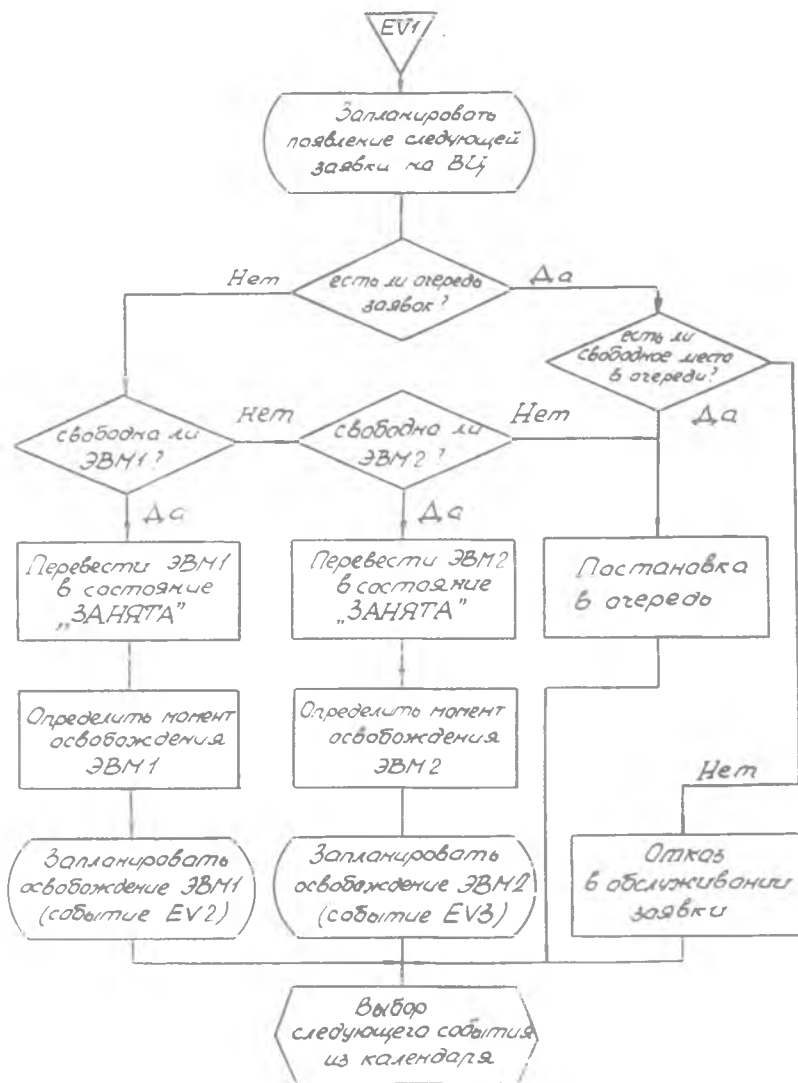 EV1
Запланировать
появление следующей
заявки на ВЦ
Нет
есть ли очередь
заявок?
Да
есть ли
свободное место
в очереди?
свободна ли
ЭВМ1?
Нет
свободна ли
ЭВМ2?
Нет
Да
Да
Да
Перевести ЭВМ1
в состояние
„ЗАНЯТА"
Перевести ЭВМ2
в состояние
„ЗАНЯТА"
Постановка
в очередь
Определить момент
освобождения
ЭВМ1
Определить момент
освобождения
ЭВМ2
Нет
Запланировать
освобождение ЭВМ1
(событие EV2)
Запланировать
освобождение ЭВМ2
(событие EV3)
Отказ
в обслуживании
заявки
Выбор
следующего события
из календаря